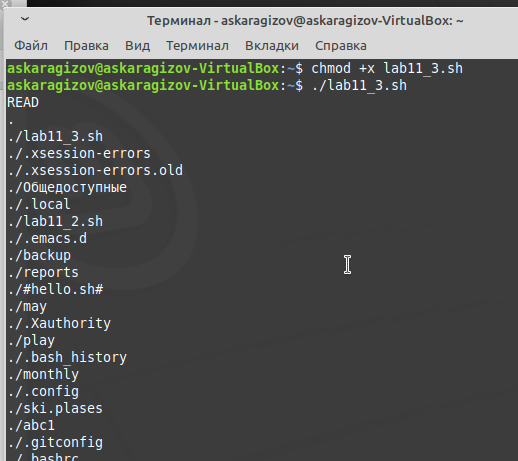 Терминал - askaragizov@askaragizov-VirtualBox: ~
Файл Правка Вид Терминал Вкладки Справка
askaragizov@askaragizov-VirtualBox:~$ chmod +x lab11_3.sh
askaragizov@askaragizov-VirtualBox:~$ ./lab11_3.sh
READ
.
./lab11_3.sh
./.xsession-errors
./.xsession-errors.old
./Общедоступные
./.local
./lab11_2.sh
./.emacs.d
./backup
./reports
./#hello.sh#
./may
./.Xauthority
./play
./.bash_history
./monthly
./.config
./ski.plases
./abc1
./.gitconfig
./.bashrc